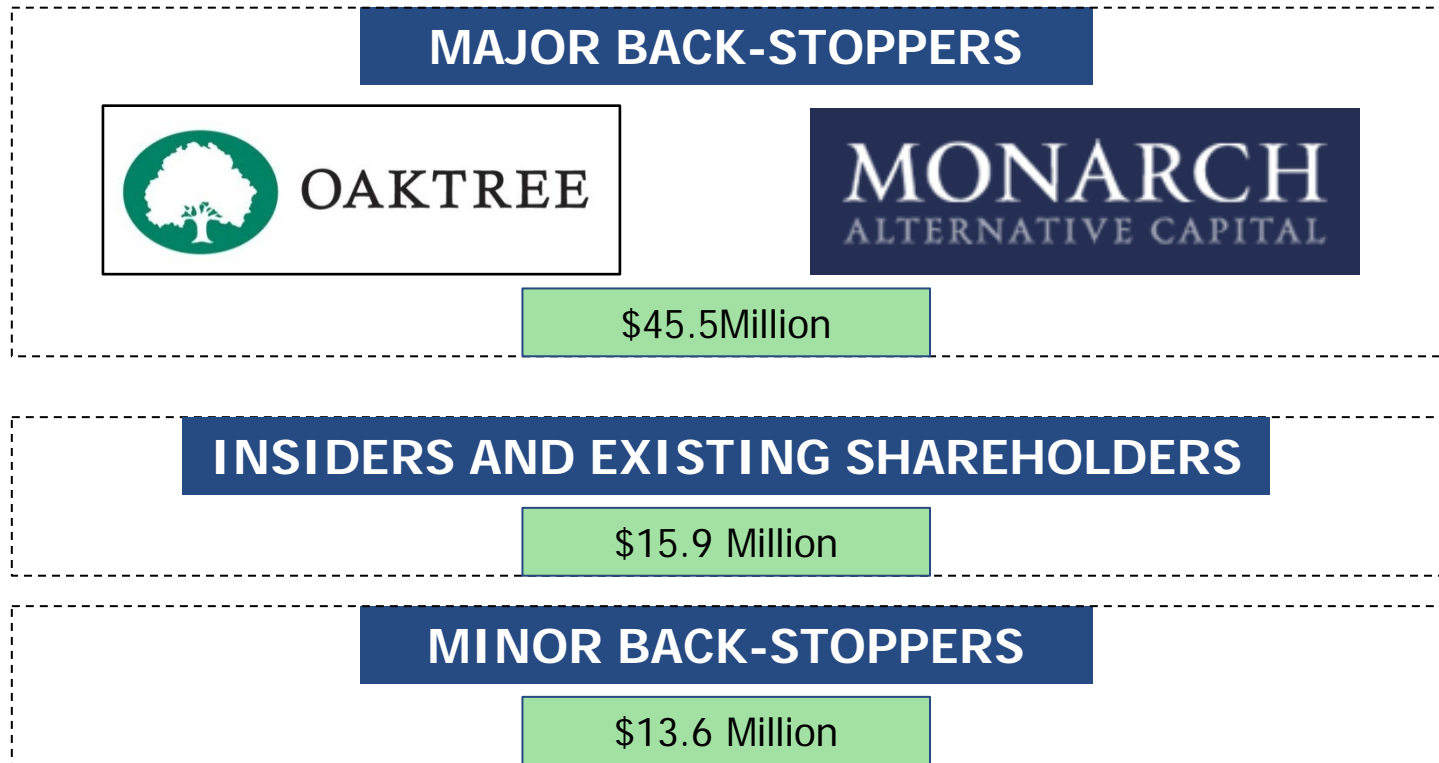 MAJOR BACK-STOPPERS
OAKTREE
MONARCH
ALTERNATIVE CAPITAL
$45.5Million
INSIDERS AND EXISTING SHAREHOLDERS
$15.9 Million
MINOR BACK-STOPPERS
$13.6 Million